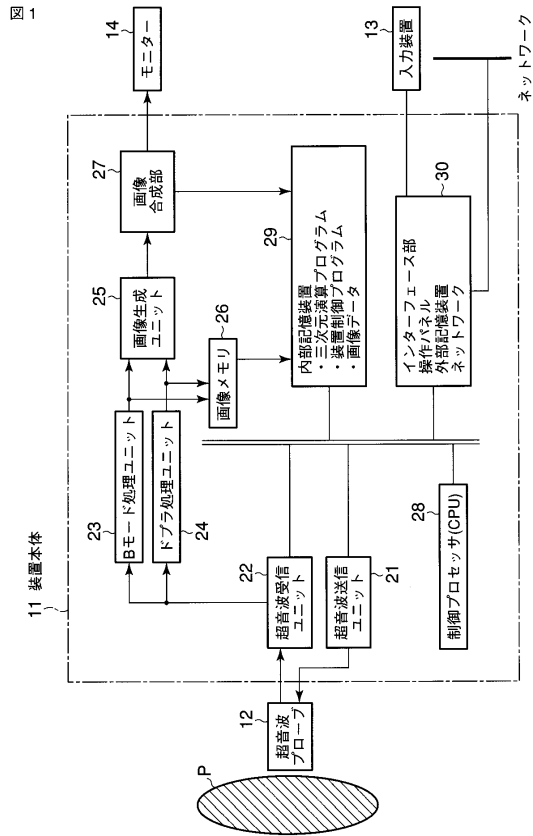 図1
14
モニター
13
入力装置
ネットワーク
27
画像
合成部
29
内部記憶装置
・三次元演算プログラム
・装置制御プログラム
・画像データ
30
インターフェース部
操作パネル
外部記憶装置
ネットワーク
25
画像生成
ユニット
26
画像メモリ
23
Bモード処理ユニット
24
ドプラ処理ユニット
11 装置本体
22
超音波受信
ユニット
21
超音波送信
ユニット
28
制御プロセッサ(CPU)
12
超音波
プローブ
P